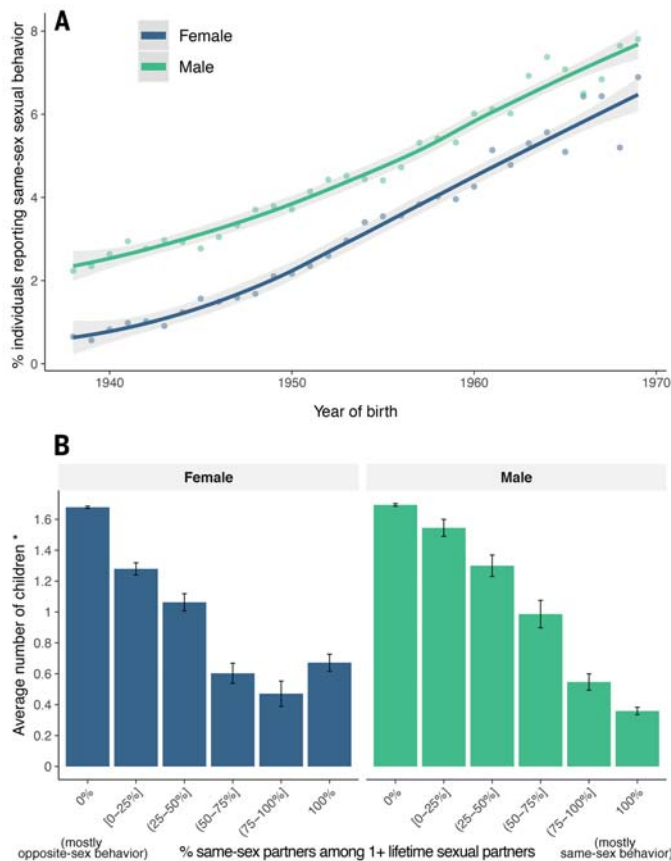 A
Female
Male
% individuals reporting same-sex sexual behavior
8
6
4
2
0
1940 1950 1960 1970
Year of birth
B
Female Male
Average number of children *
1.6
1.4
1.2
1
0.8
0.6
0.4
0.2
0
0% [0–25%] (25–50%] (50–75%] (75–100%] 100% 0% [0–25%] (25–50%] (50–75%] (75–100%] 100%
(mostly opposite-sex behavior)
% same-sex partners among 1+ lifetime sexual partners
(mostly same-sex behavior)